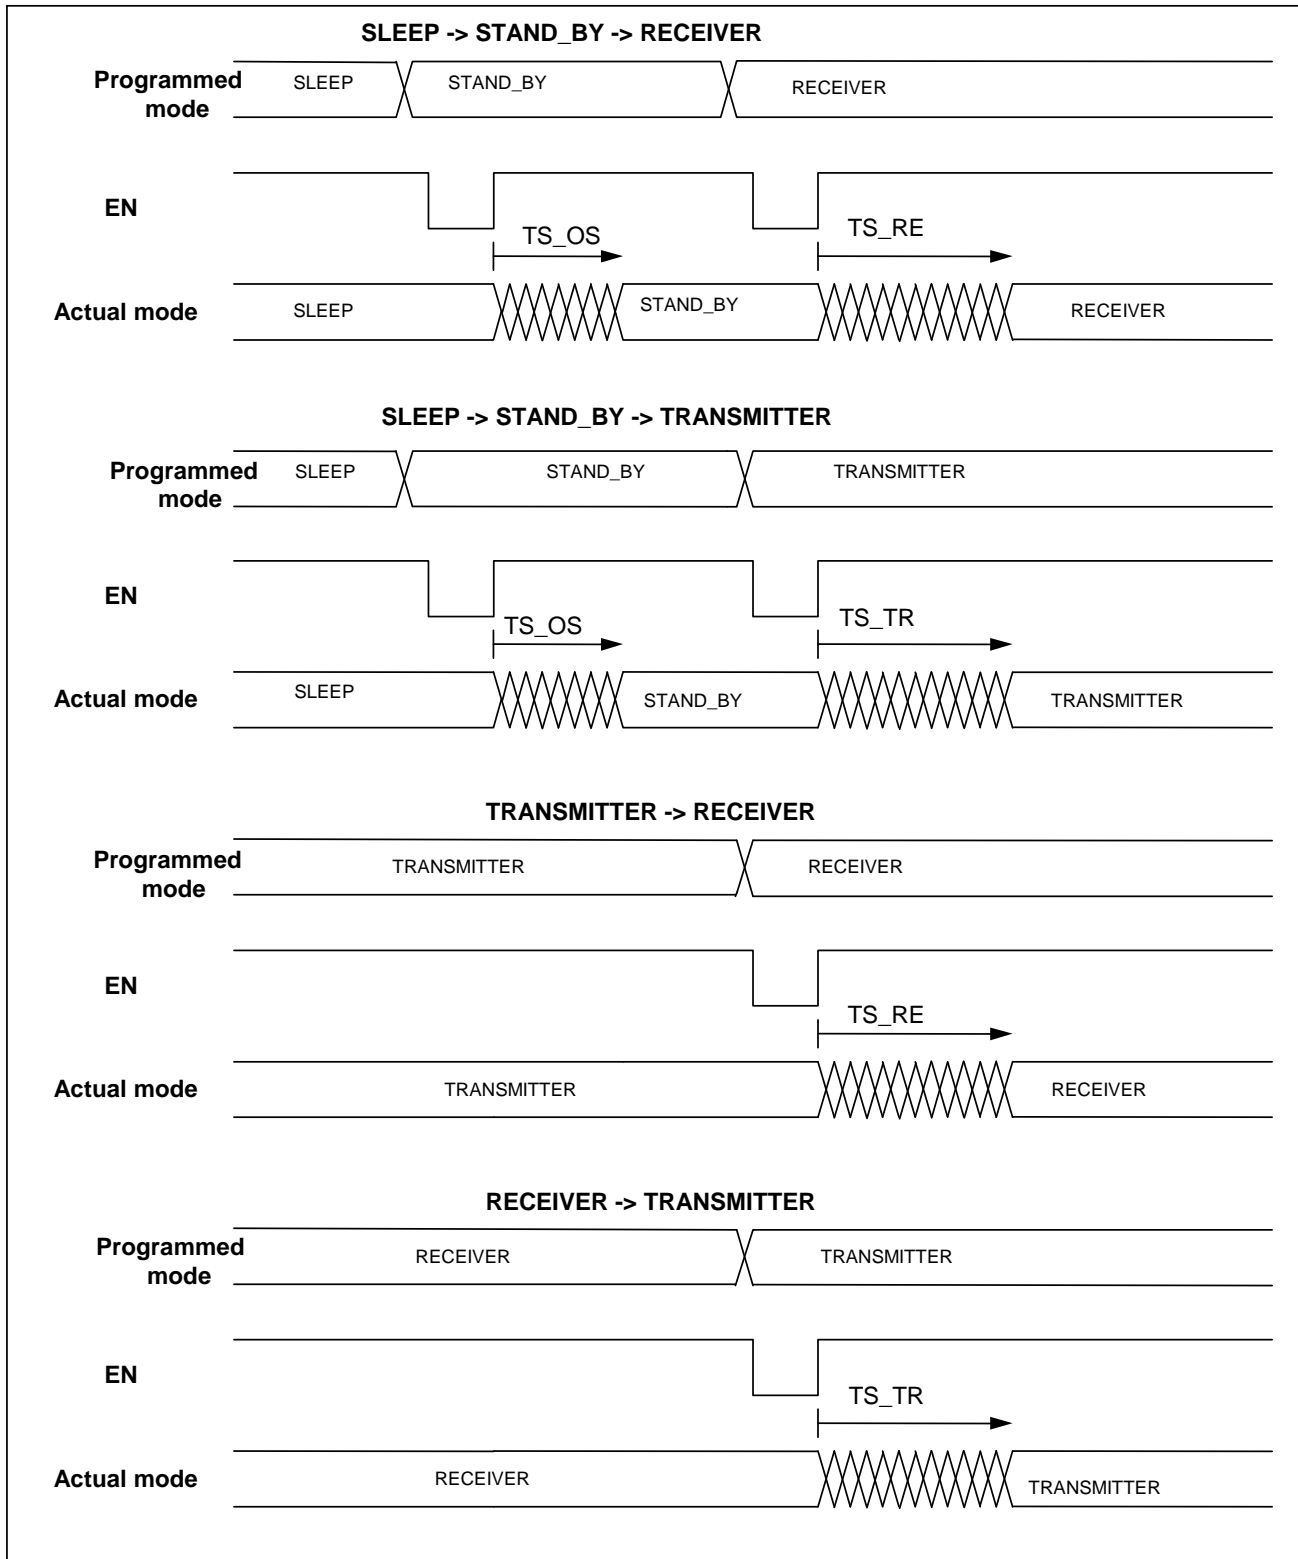 SLEEP -> STAND_BY -> RECEIVER
Programmed
mode
SLEEP
STAND_BY
RECEIVER
EN
TS_OS
TS_RE
Actual mode
SLEEP
STAND_BY
RECEIVER
SLEEP -> STAND_BY -> TRANSMITTER
Programmed
mode
SLEEP
STAND_BY
TRANSMITTER
EN
TS_OS
TS_TR
Actual mode
SLEEP
STAND_BY
TRANSMITTER
TRANSMITTER -> RECEIVER
Programmed
mode
TRANSMITTER
RECEIVER
EN
TS_RE
Actual mode
TRANSMITTER
RECEIVER
RECEIVER -> TRANSMITTER
Programmed
mode
RECEIVER
TRANSMITTER
EN
TS_TR
Actual mode
RECEIVER
TRANSMITTER